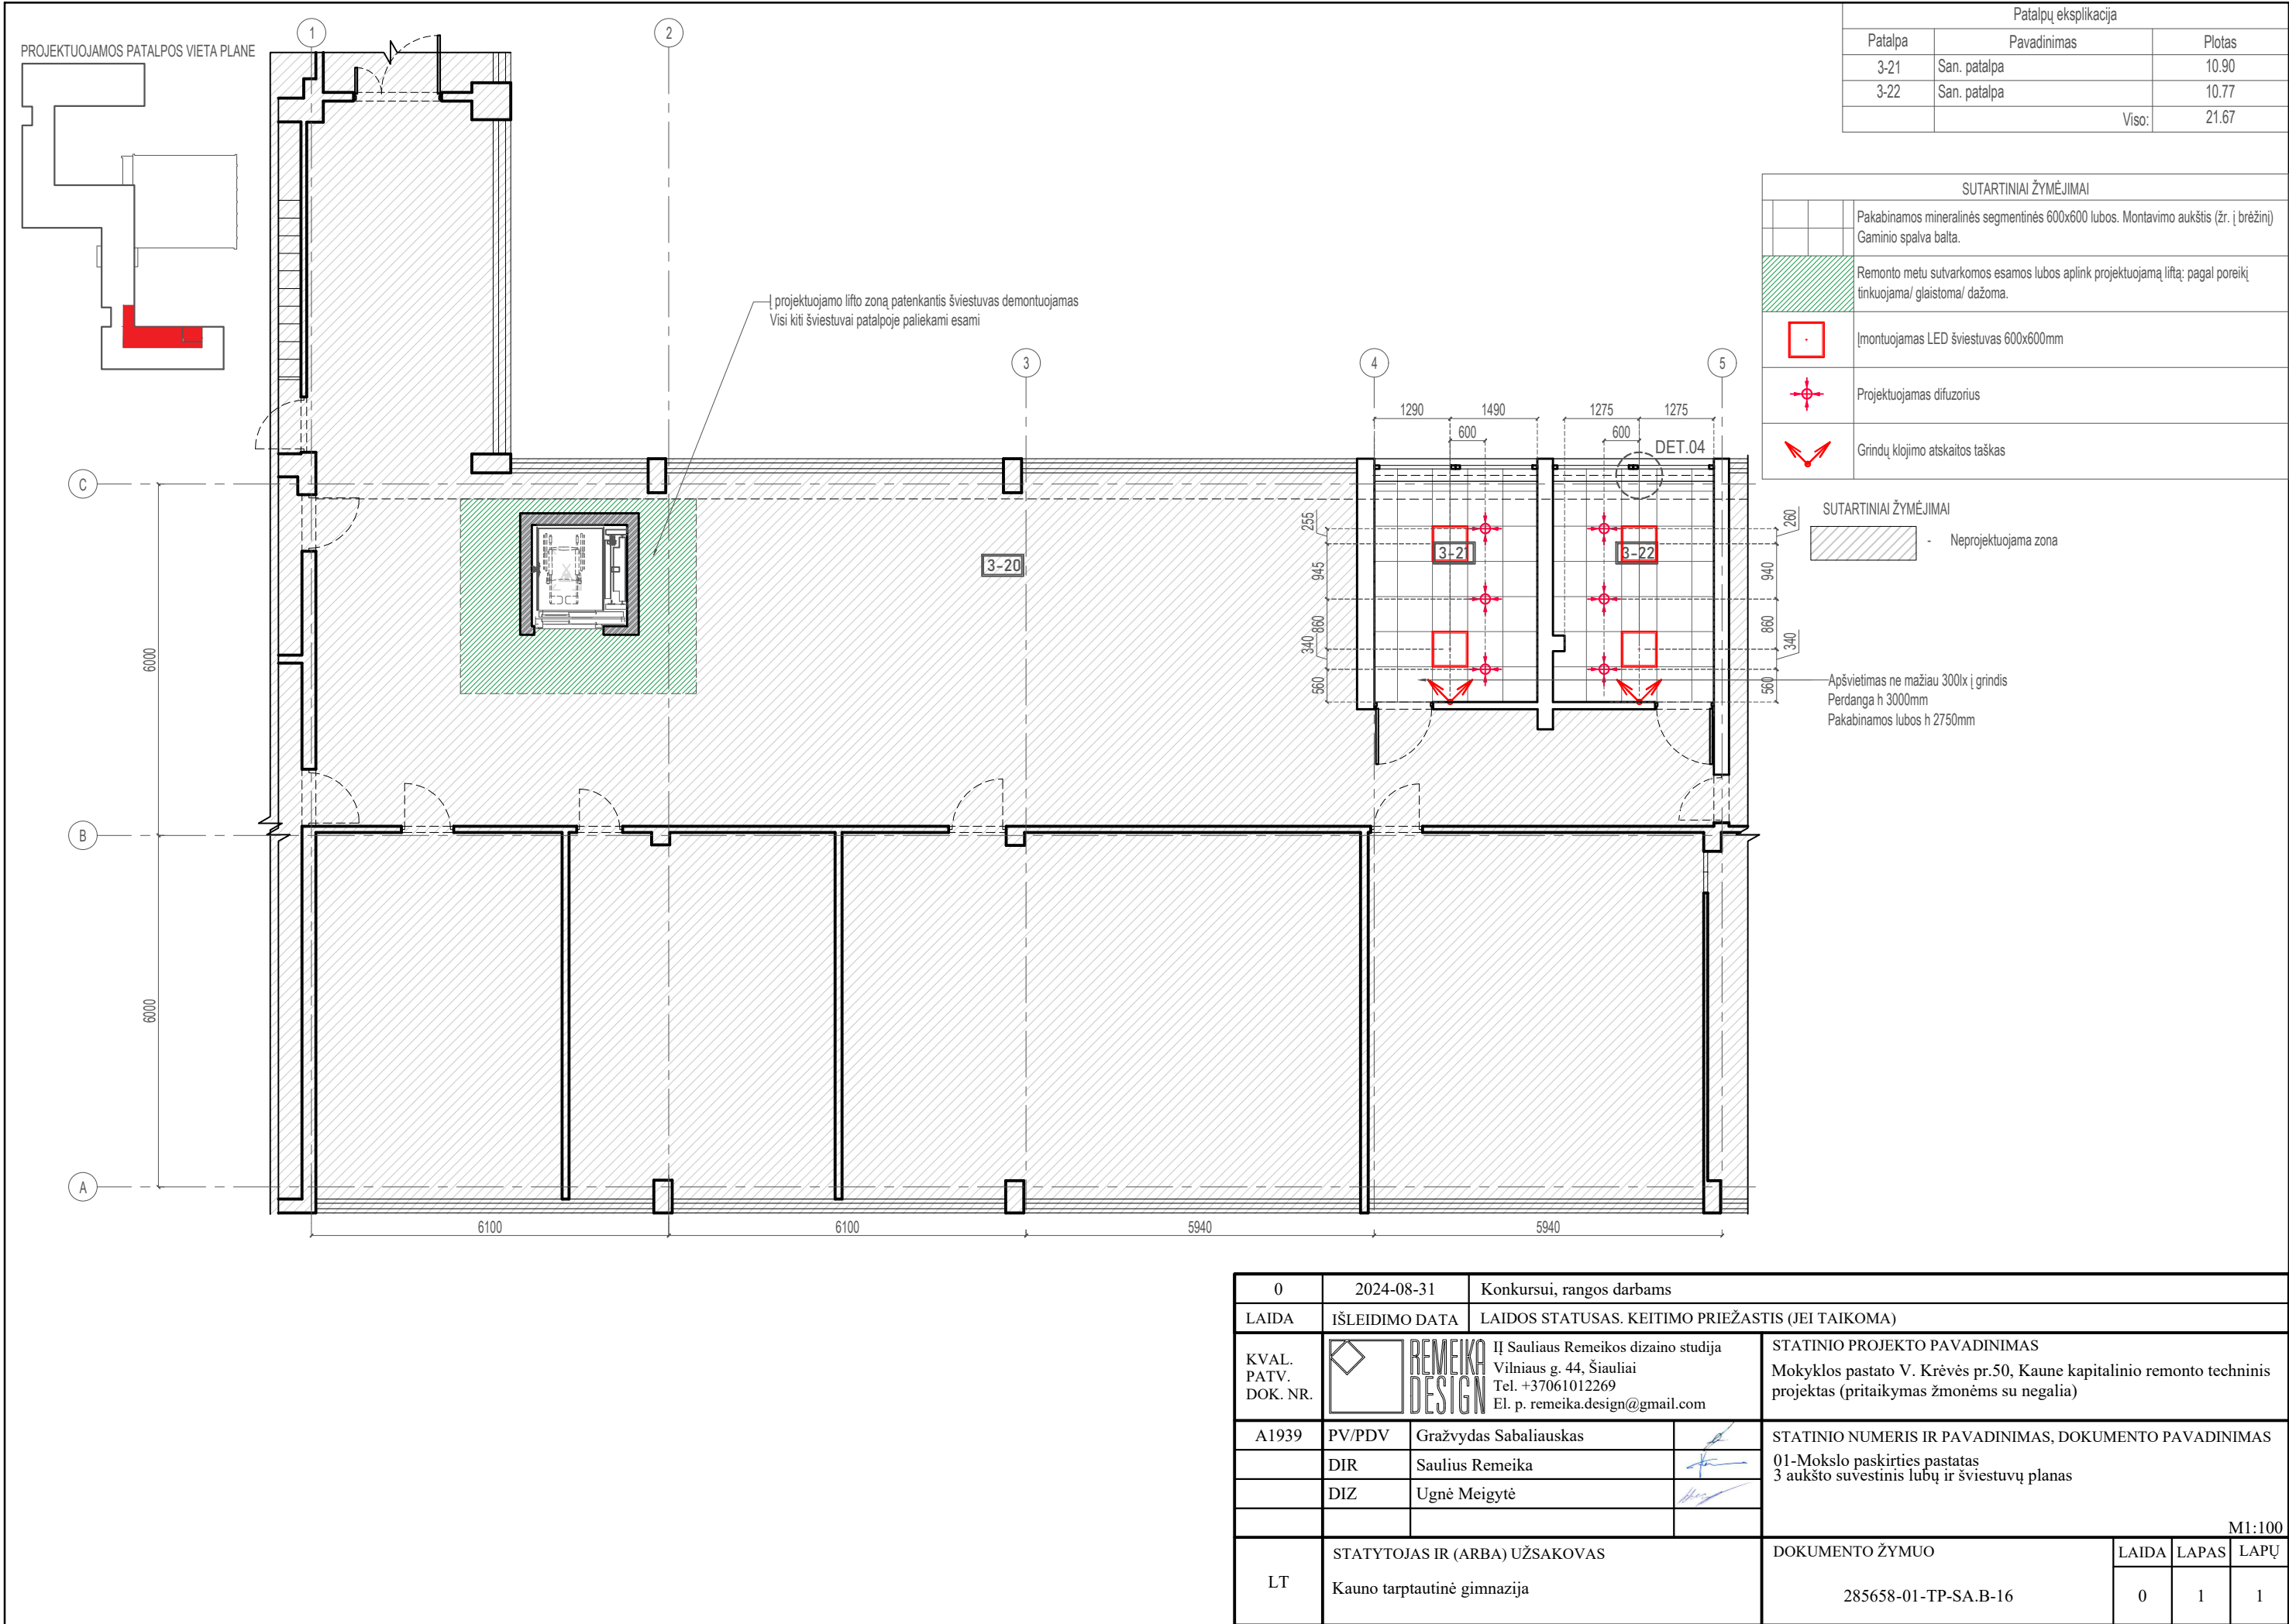 PROJEKTUOJAMOS PATALPOS VIETA PLANE
1
2
3
4
5
C
B
A
Patalpų eksplikacija
Patalpa Pavadinimas Plotas
3-21 San. patalpa 10.90
3-22 San. patalpa 10.77
Viso: 21.67
SUTARTINIAI ŽYMĖJIMAI
Pakabinamos mineralinės segmentinės 600x600 lubos. Montavimo aukštis (žr. į brėžinį)
Gaminio spalva balta.
Remonto metu sutvarkomos esamos lubos aplink projektuojamą liftą: pagal poreikį
tinkuojama/ glaistoma/ dažoma.
Įmontuojamas LED šviestuvas 600x600mm
Projektuojamas difuzorius
Grindų klojimo atskaitos taškas
SUTARTINIAI ŽYMĖJIMAI
- Neprojektuojama zona
Į projektuojamo lifto zoną patenkantis šviestuvas demontuojamas
Visi kiti šviestuvai patalpoje paliekami esami
1290 1490 1275 1275
600 600
DET.04
255
945
860
340
560
260
940
860
340
560
3-20
3-21
3-22
Apšvietimas ne mažiau 300lx į grindis
Perdanga h 3000mm
Pakabinamos lubos h 2750mm
6000
6000
6100 6100 5940 5940
0 2024-08-31 Konkursui, rangos darbams
LAIDA IŠLEIDIMO DATA LAIDOS STATUSAS. KEITIMO PRIEŽASTIS (JEI TAIKOMA)
KVAL.
PATV.
DOK. NR.
REMEIKA
DESIGN
IĮ Sauliaus Remeikos dizaino studija
Vilniaus g. 44, Šiauliai
Tel. +37061012269
El. p. remeika.design@gmail.com
STATINIO PROJEKTO PAVADINIMAS
Mokyklos pastato V. Krėvės pr.50, Kaune kapitalinio remonto techninis
projektas (pritaikymas žmonėms su negalia)
A1939 PV/PDV Gražvydas Sabaliauskas
DIR Saulius Remeika
DIZ Ugnė Meigytė
STATINIO NUMERIS IR PAVADINIMAS, DOKUMENTO PAVADINIMAS
01-Mokslo paskirties pastatas
3 aukšto suvestinis lubų ir šviestuvų planas
M1:100
LT
STATYTOJAS IR (ARBA) UŽSAKOVAS
Kauno tarptautinė gimnazija
DOKUMENTO ŽYMUO
285658-01-TP-SA.B-16
LAIDA LAPAS LAPŲ
0 1 1